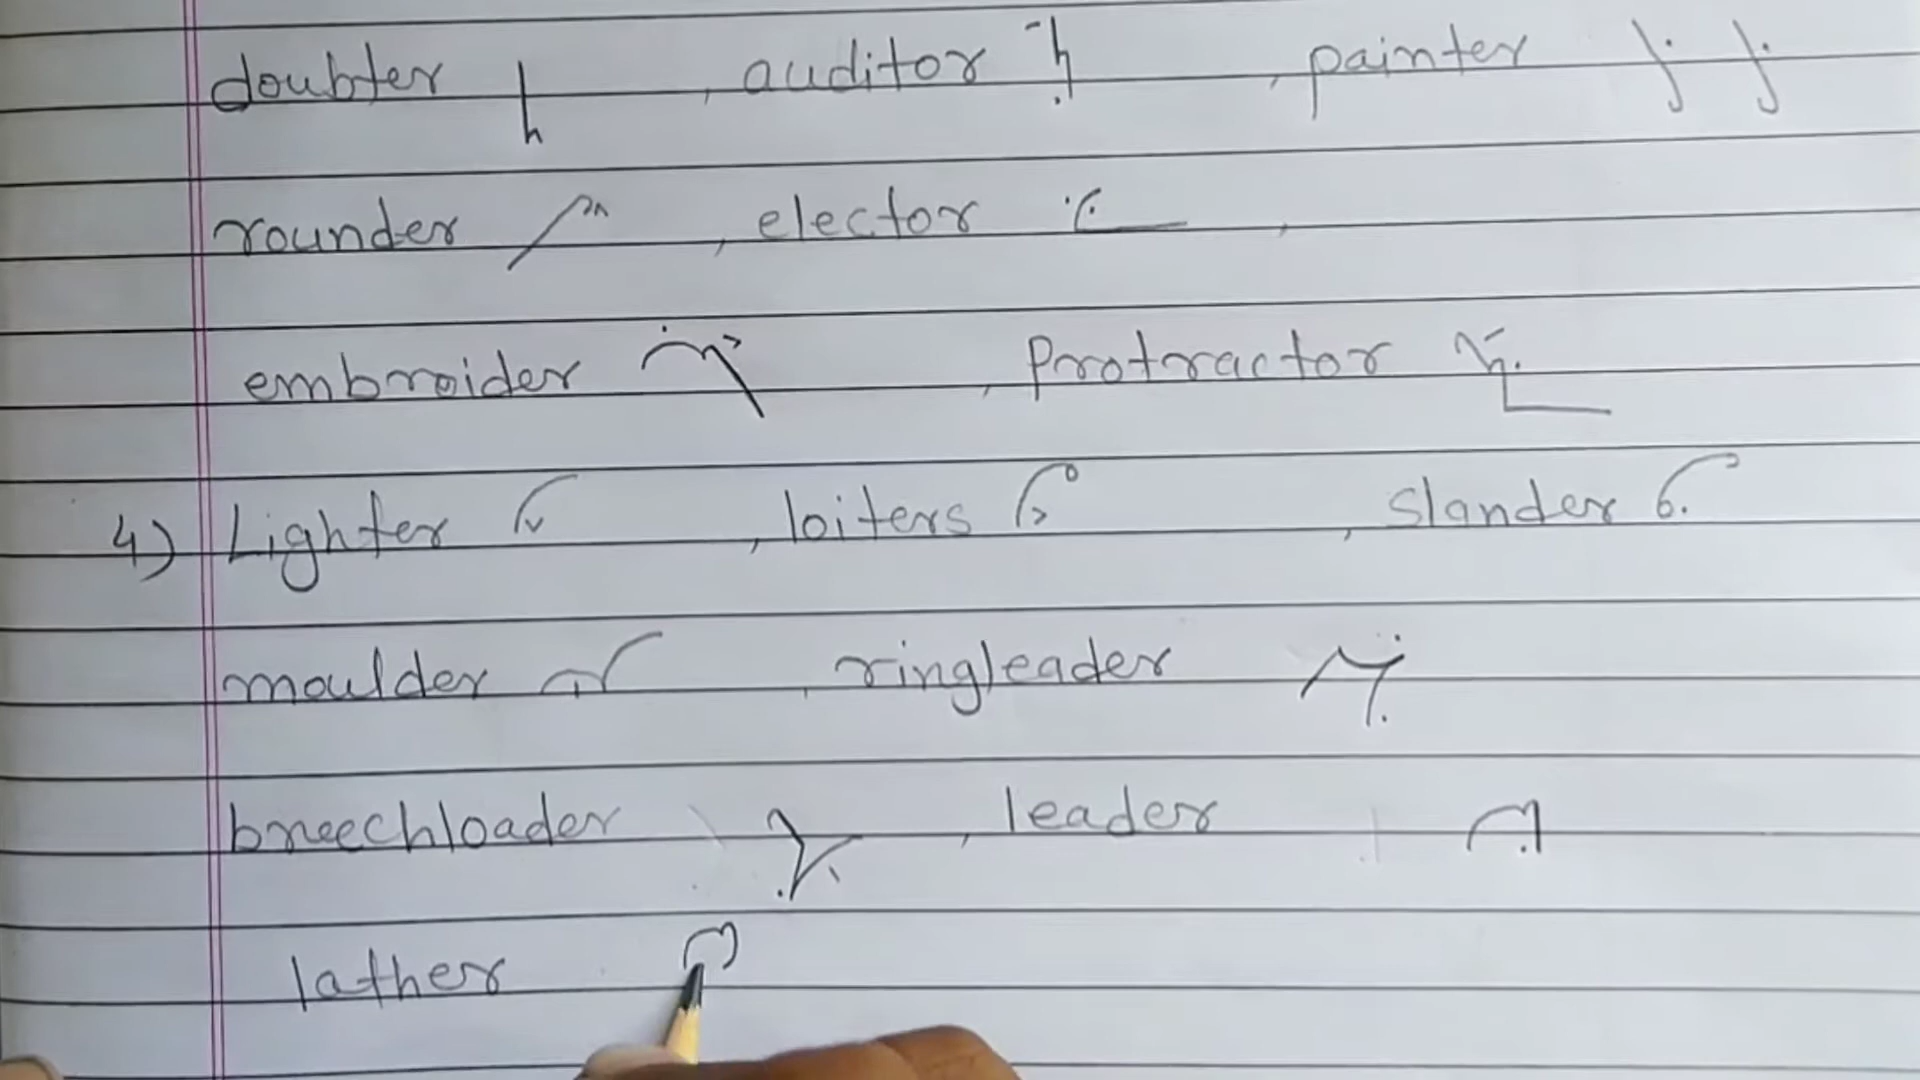 doubter , auditor , painter
rounder , elector ,
embroider , Protractor
4) Lighter , loiters , slander
moulder , ringleader
breechloader , leader
lather